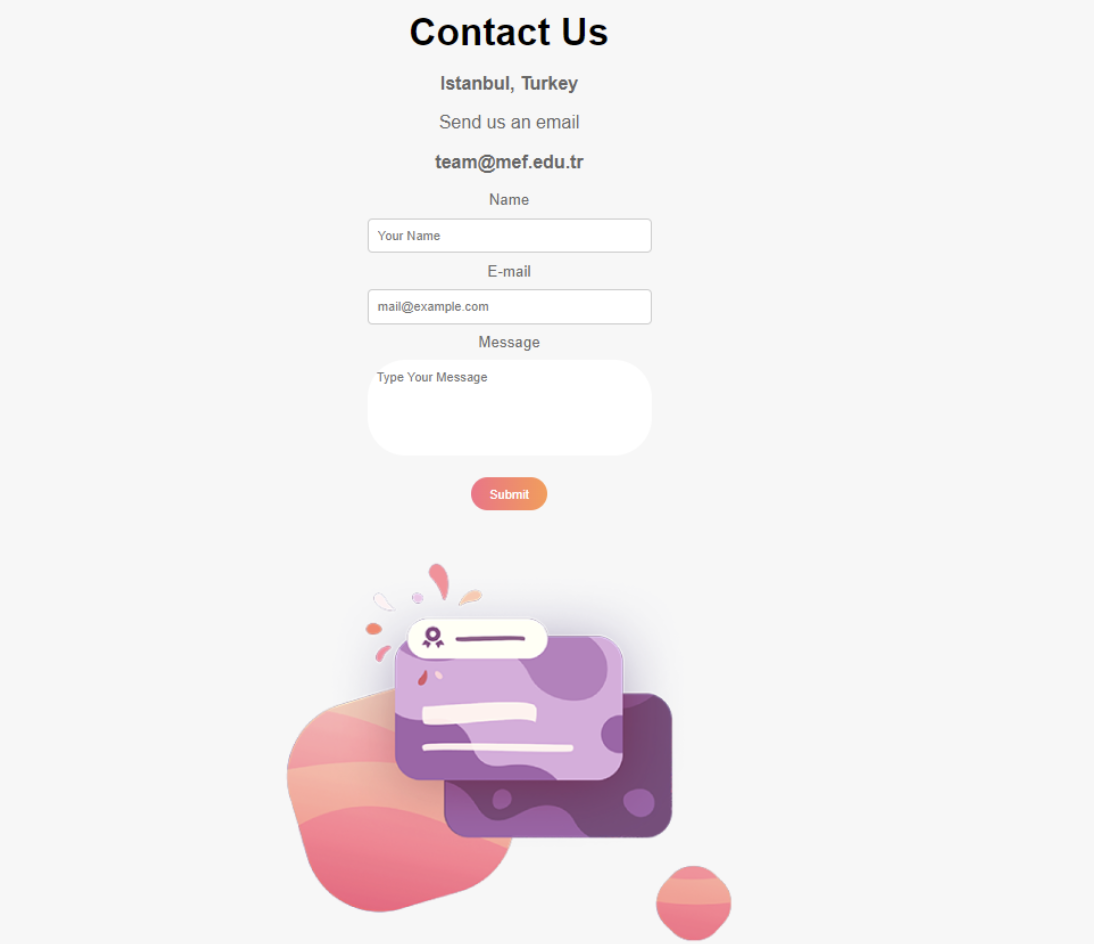 Contact Us
Istanbul, Turkey
Send us an email
team@mef.edu.tr
Name
Your Name
E-mail
mail@example.com
Message
Type Your Message
Submit